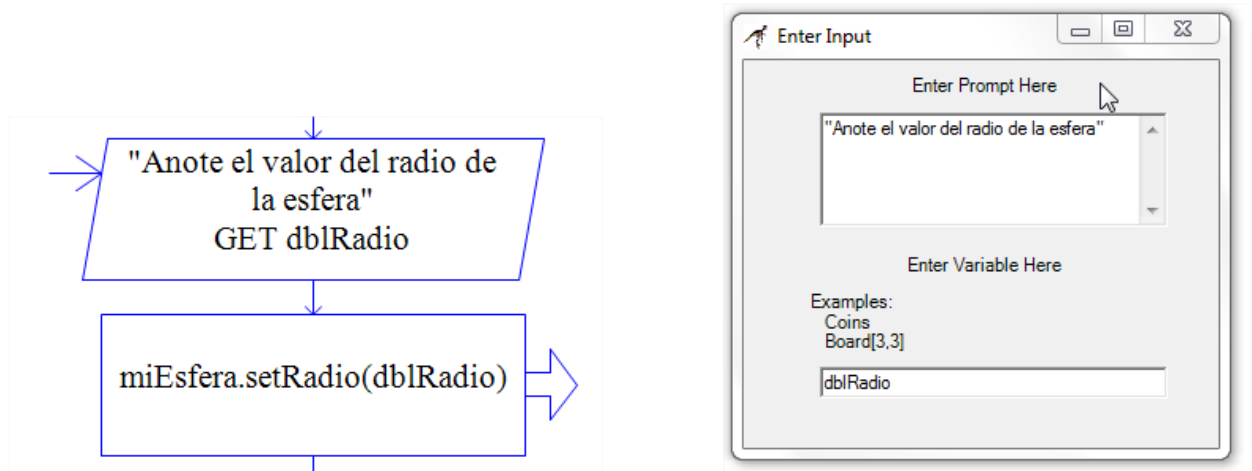 "Anote el valor del radio de
la esfera"
GET dblRadio
miEsfera.setRadio(dblRadio)
Enter Input
Enter Prompt Here
"Anote el valor del radio de la esfera"
Enter Variable Here
Examples:
Coins
Board[3,3]
dblRadio